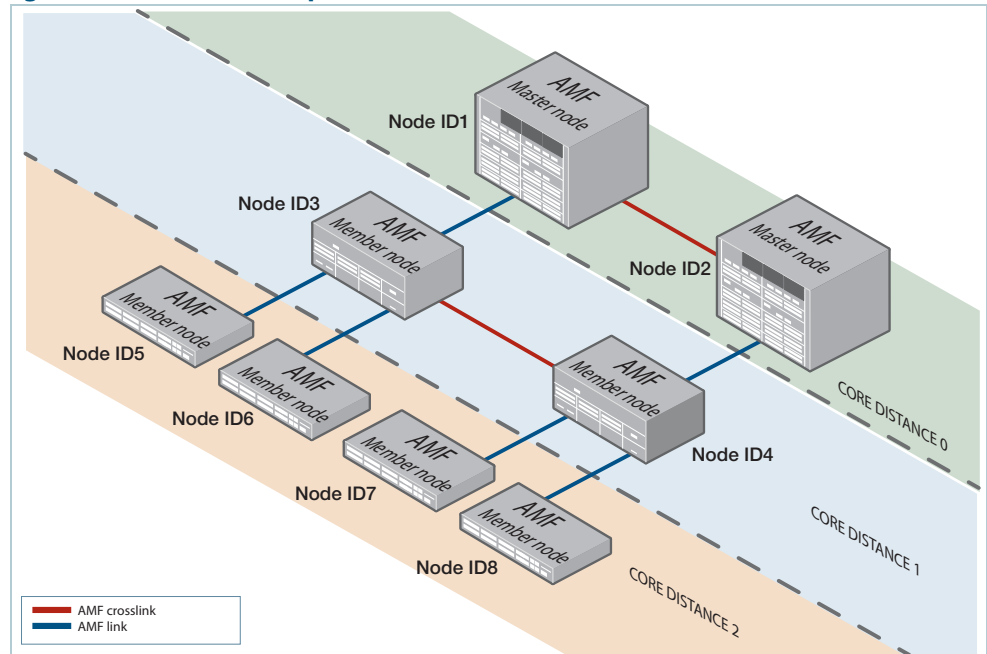 AMF
Master node
Node ID1
AMF
Master node
Node ID2
Node ID3
AMF
Member node
AMF
Member node
Node ID5
AMF
Member node
Node ID6
AMF
Member node
Node ID4
AMF
Member node
Node ID7
AMF
Member node
Node ID8
CORE DISTANCE 0
CORE DISTANCE 1
CORE DISTANCE 2
AMF crosslink
AMF link